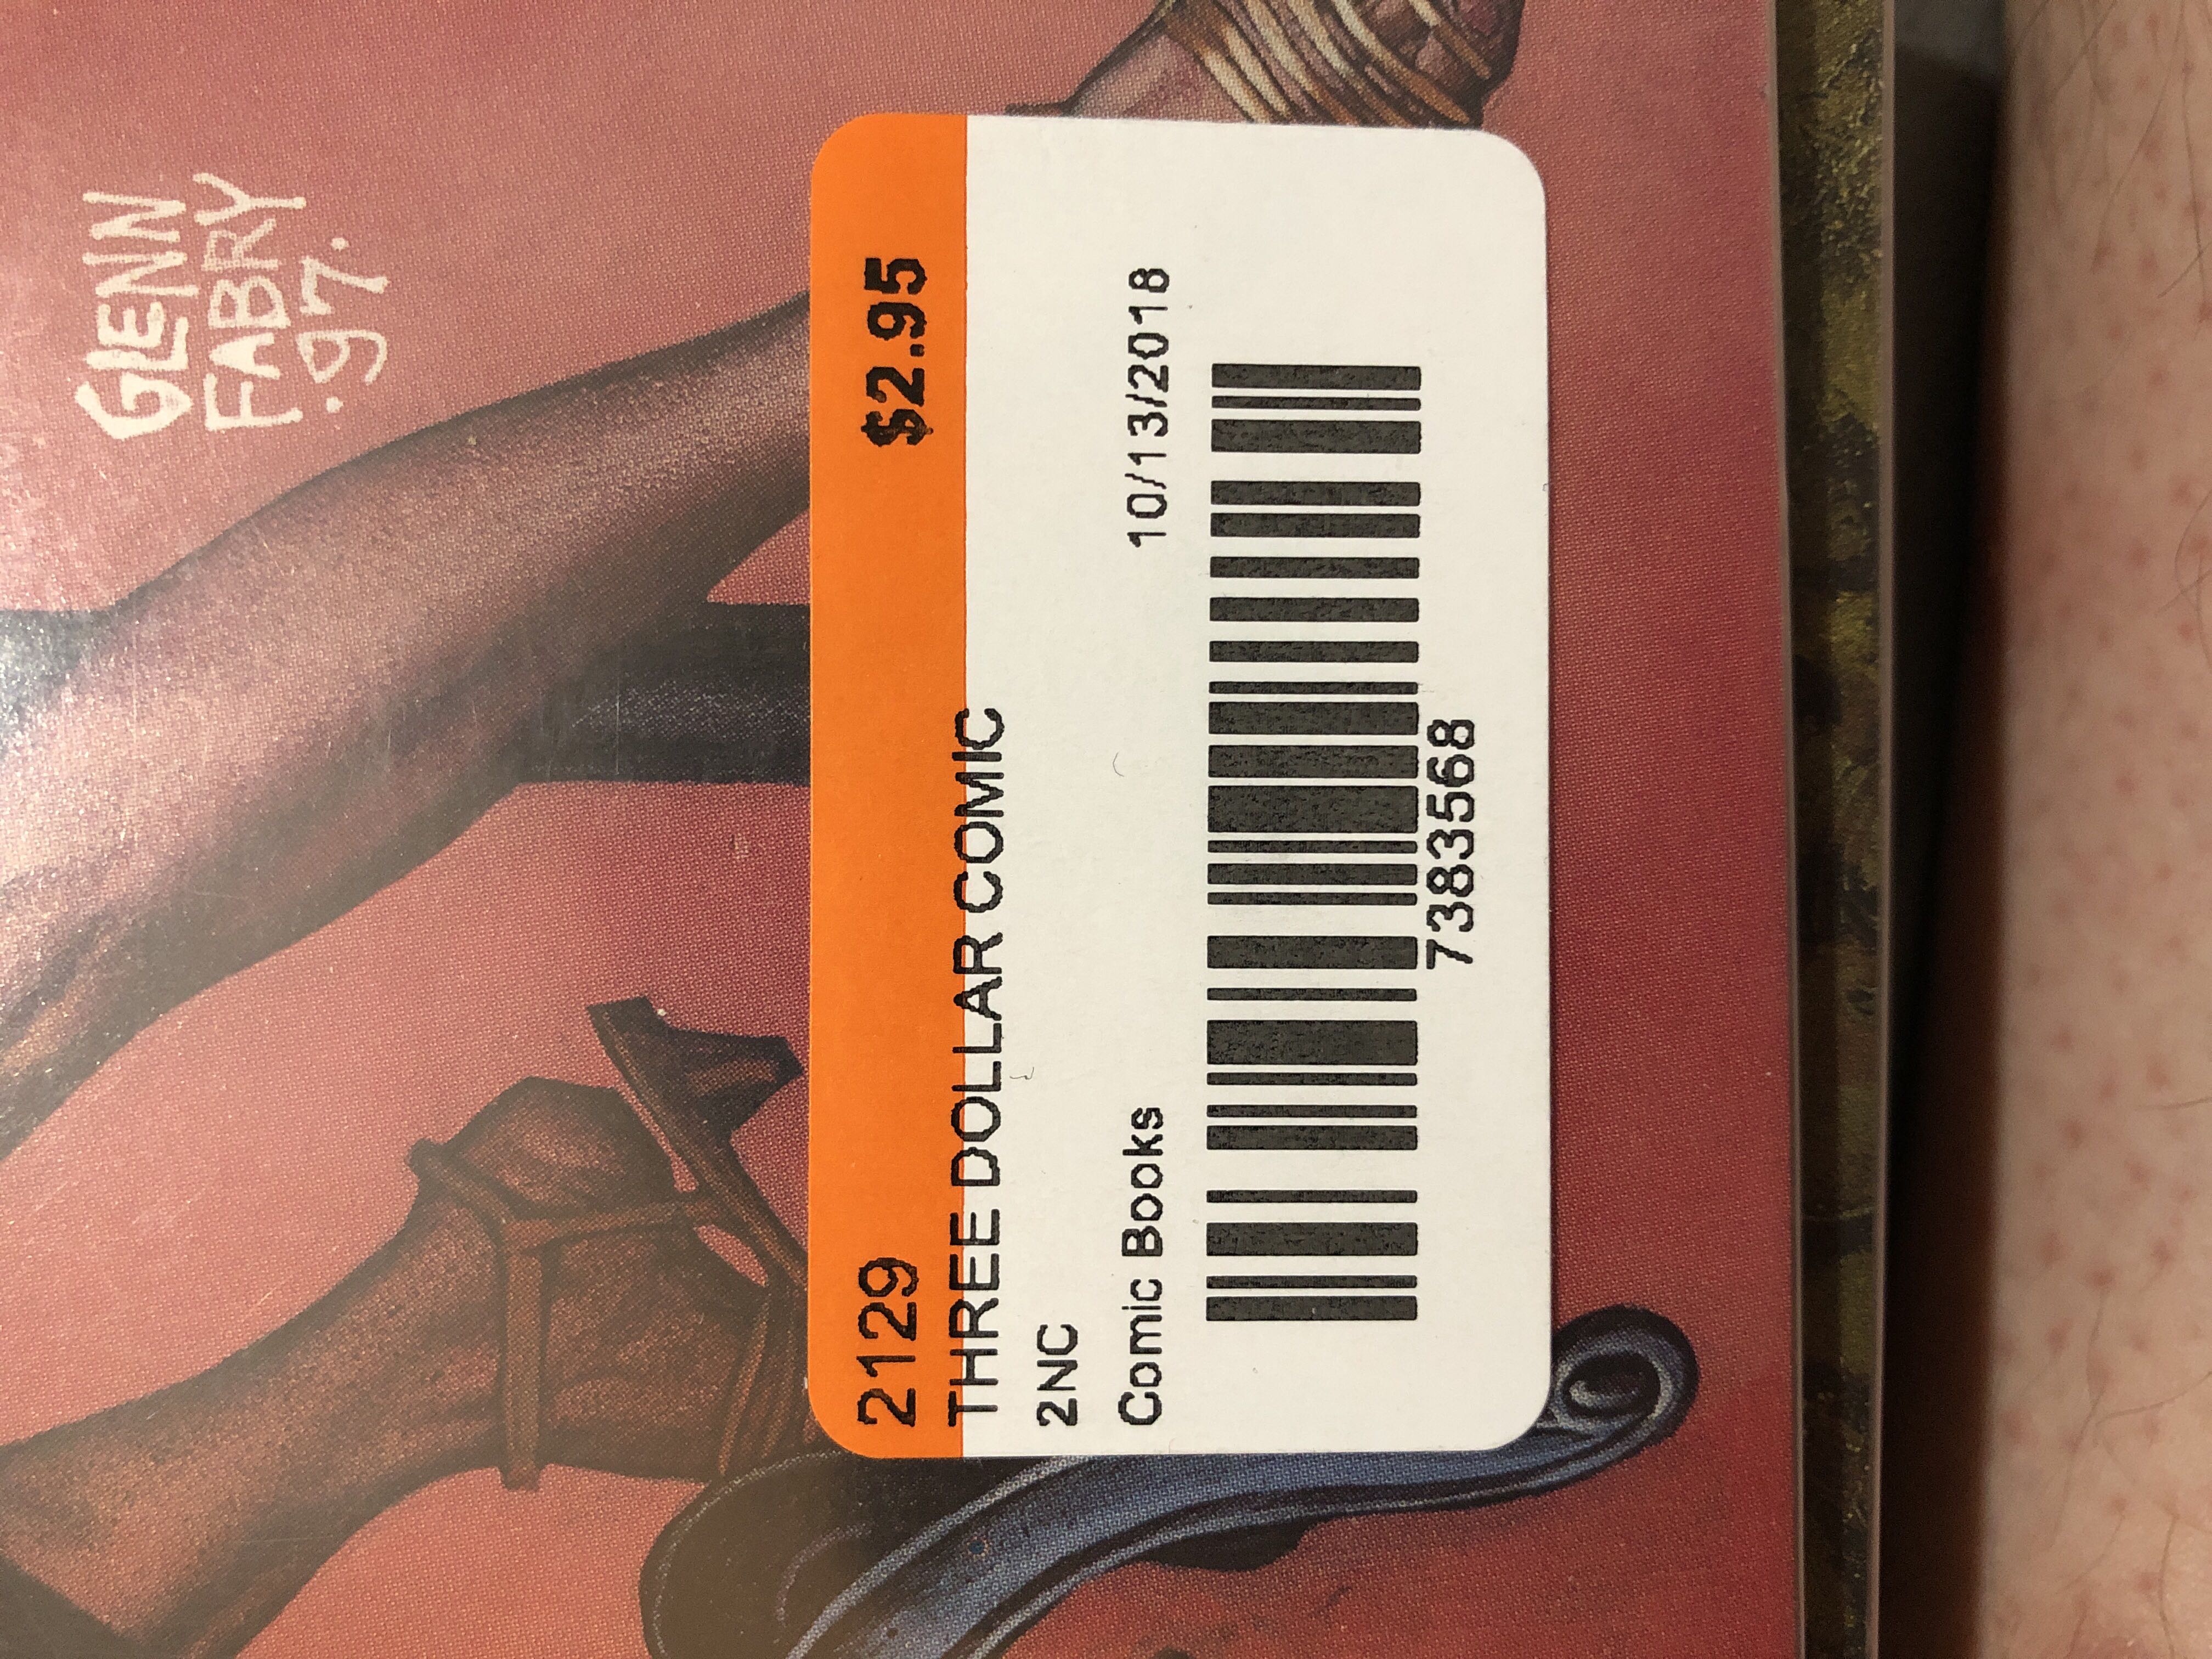 GLENN
FABRY
.97.
2129 $2.95
THREE DOLLAR COMIC
2NC
Comic Books 10/13/2018
7383568